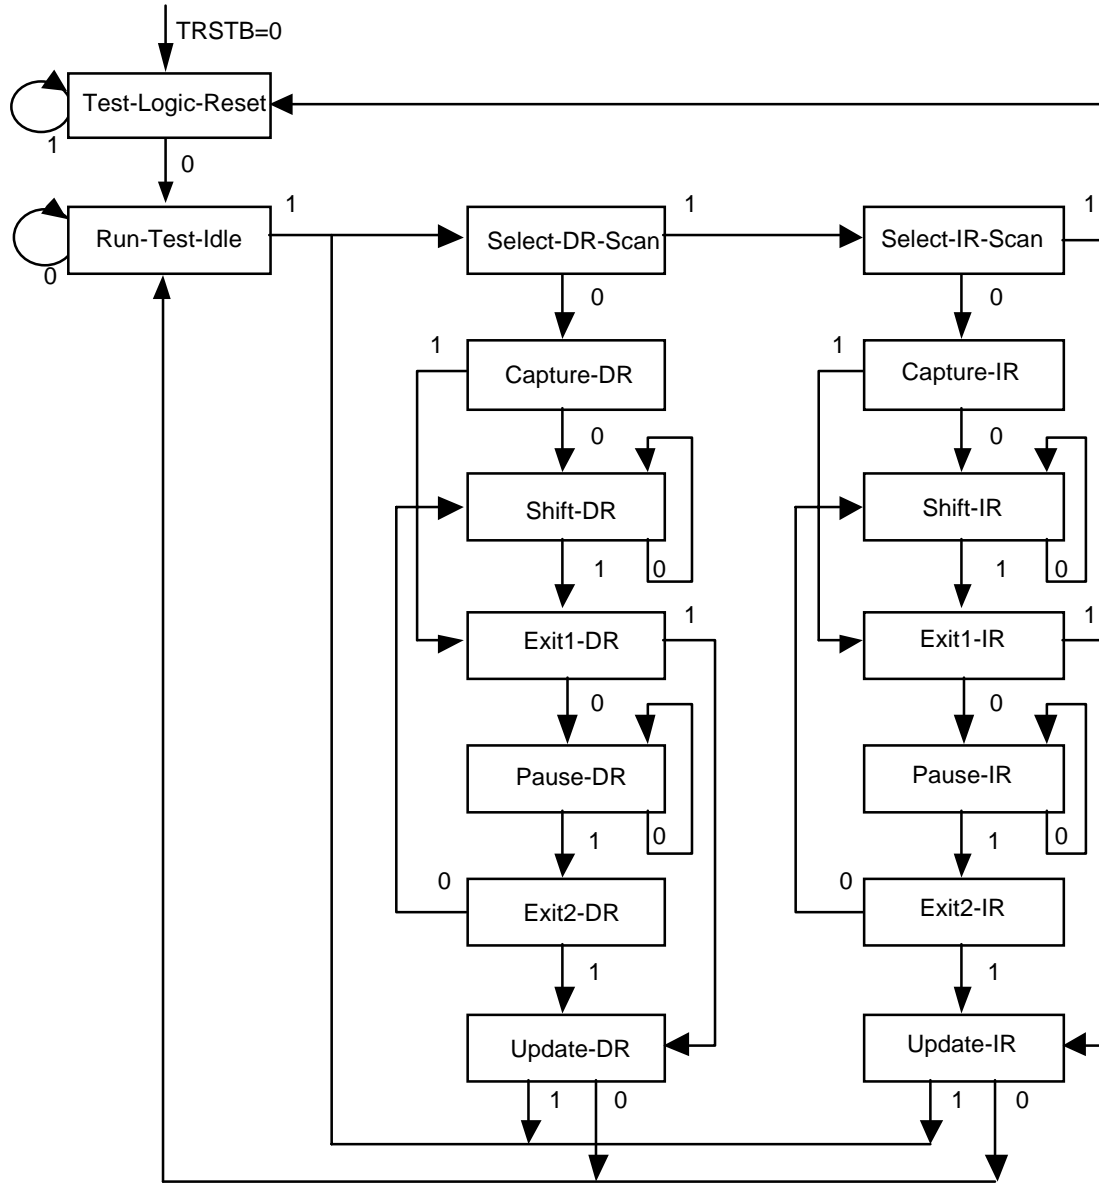 TRSTB=0
Test-Logic-Reset
1
0
1 1 1
Run-Test-Idle Select-DR-Scan Select-IR-Scan
0
0 0
1 1
Capture-DR Capture-IR
0 0
Shift-DR Shift-IR
1 0 1 0
1 1
Exit1-DR Exit1-IR
0 0
Pause-DR Pause-IR
1 0 1 0
0 0
Exit2-DR Exit2-IR
1 1
Update-DR Update-IR
1 0 1 0